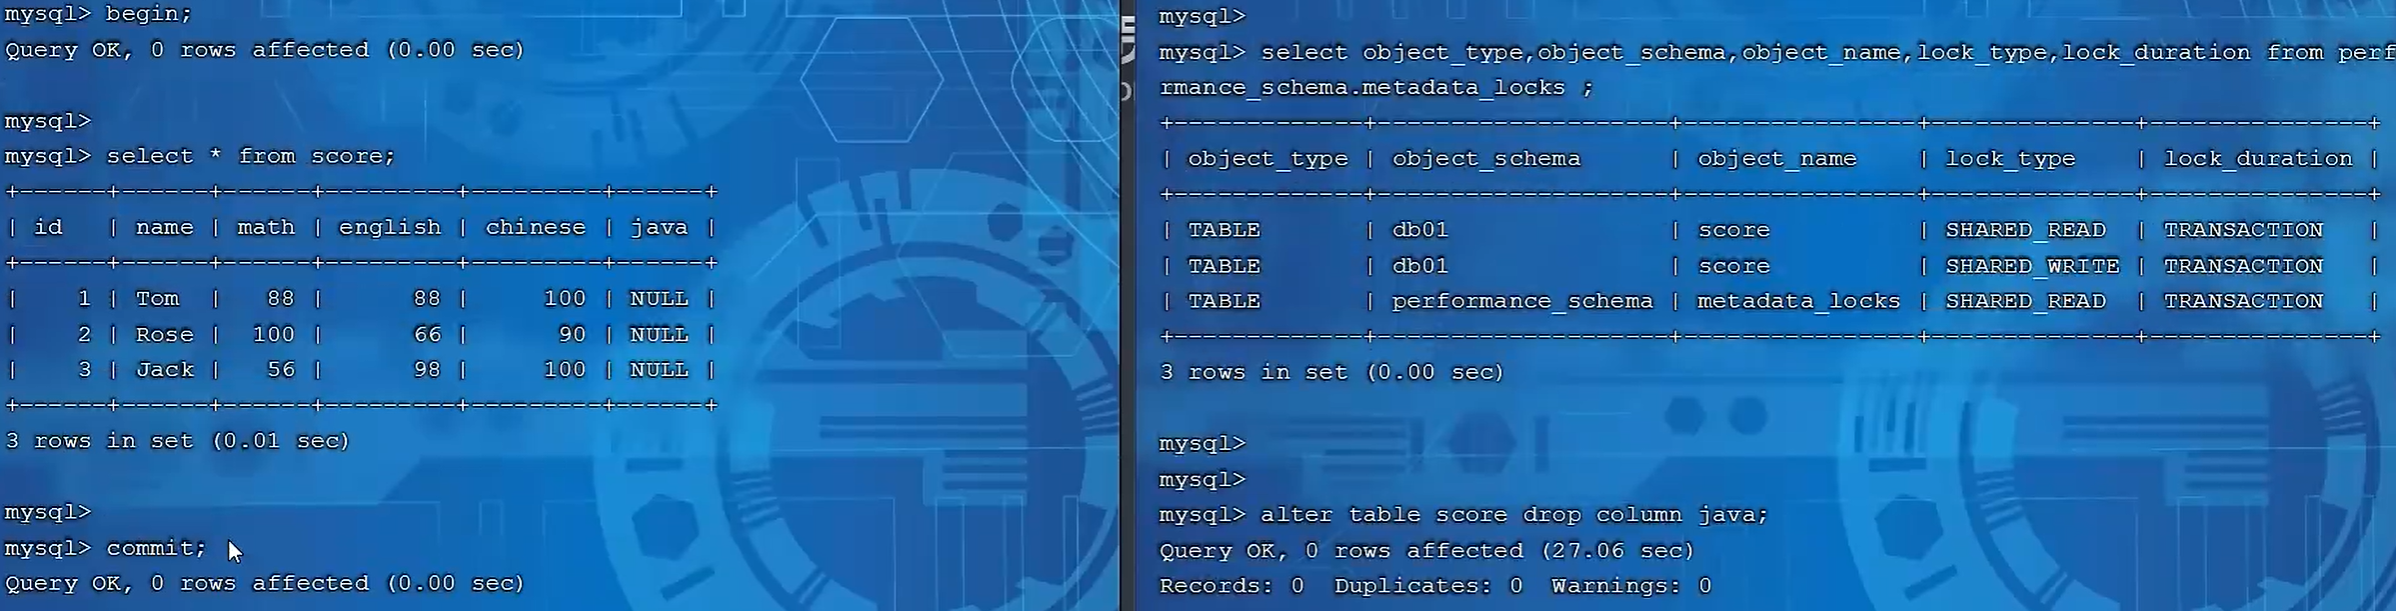 mysql> begin;
Query OK, 0 rows affected (0.00 sec)
mysql>
mysql> select * from score;
+------+------+------+---------+---------+------+
| id   | name | math | english | chinese | java |
+------+------+------+---------+---------+------+
|    1 | Tom  |   88 |      88 |     100 | NULL |
|    2 | Rose |  100 |      66 |      90 | NULL |
|    3 | Jack |   56 |      98 |     100 | NULL |
+------+------+------+---------+---------+------+
3 rows in set (0.01 sec)
mysql>
mysql> commit;
Query OK, 0 rows affected (0.00 sec)
mysql>
mysql> select object_type,object_schema,object_name,lock_type,lock_duration from perf
rmance_schema.metadata_locks ;
+-------------+--------------------+----------------+--------------+---------------+
| object_type | object_schema      | object_name    | lock_type    | lock_duration |
+-------------+--------------------+----------------+--------------+---------------+
| TABLE       | db01               | score          | SHARED_READ  | TRANSACTION   |
| TABLE       | db01               | score          | SHARED_WRITE | TRANSACTION   |
| TABLE       | performance_schema | metadata_locks | SHARED_READ  | TRANSACTION   |
+-------------+--------------------+----------------+--------------+---------------+
3 rows in set (0.00 sec)
mysql>
mysql>
mysql> alter table score drop column java;
Query OK, 0 rows affected (27.06 sec)
Records: 0  Duplicates: 0  Warnings: 0